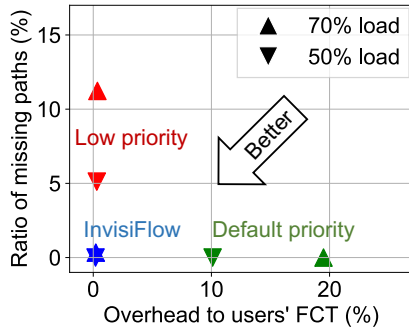 70% load
50% load
15
10
5
0
Ratio of missing paths (%)
Low priority
Better
InvisiFlow
Default priority
0
10
20
Overhead to users' FCT (%)